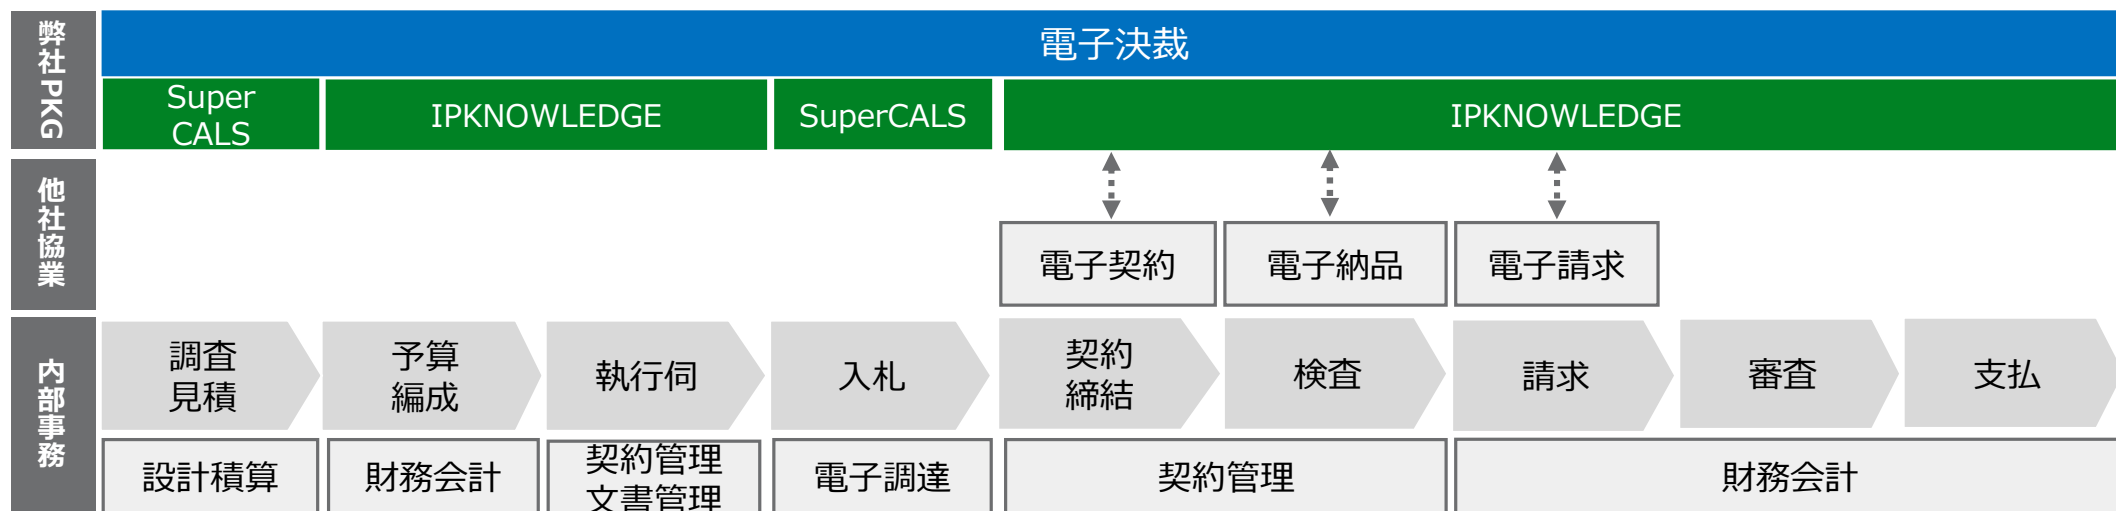 弊社PKG
電子決裁
Super
CALS
IPKNOWLEDGE
SuperCALS
IPKNOWLEDGE
他社協業
電子契約
電子納品
電子請求
内部事務
調査
見積
予算
編成
執行伺
入札
契約
締結
検査
請求
審査
支払
設計積算
財務会計
契約管理
文書管理
電子調達
契約管理
財務会計